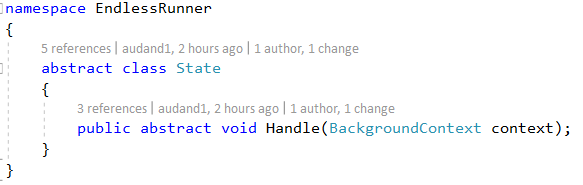 namespace EndlessRunner
{
5 references | audand1, 2 hours ago | 1 author, 1 change
abstract class State
{
3 references | audand1, 2 hours ago | 1 author, 1 change
public abstract void Handle(BackgroundContext context);
}
}